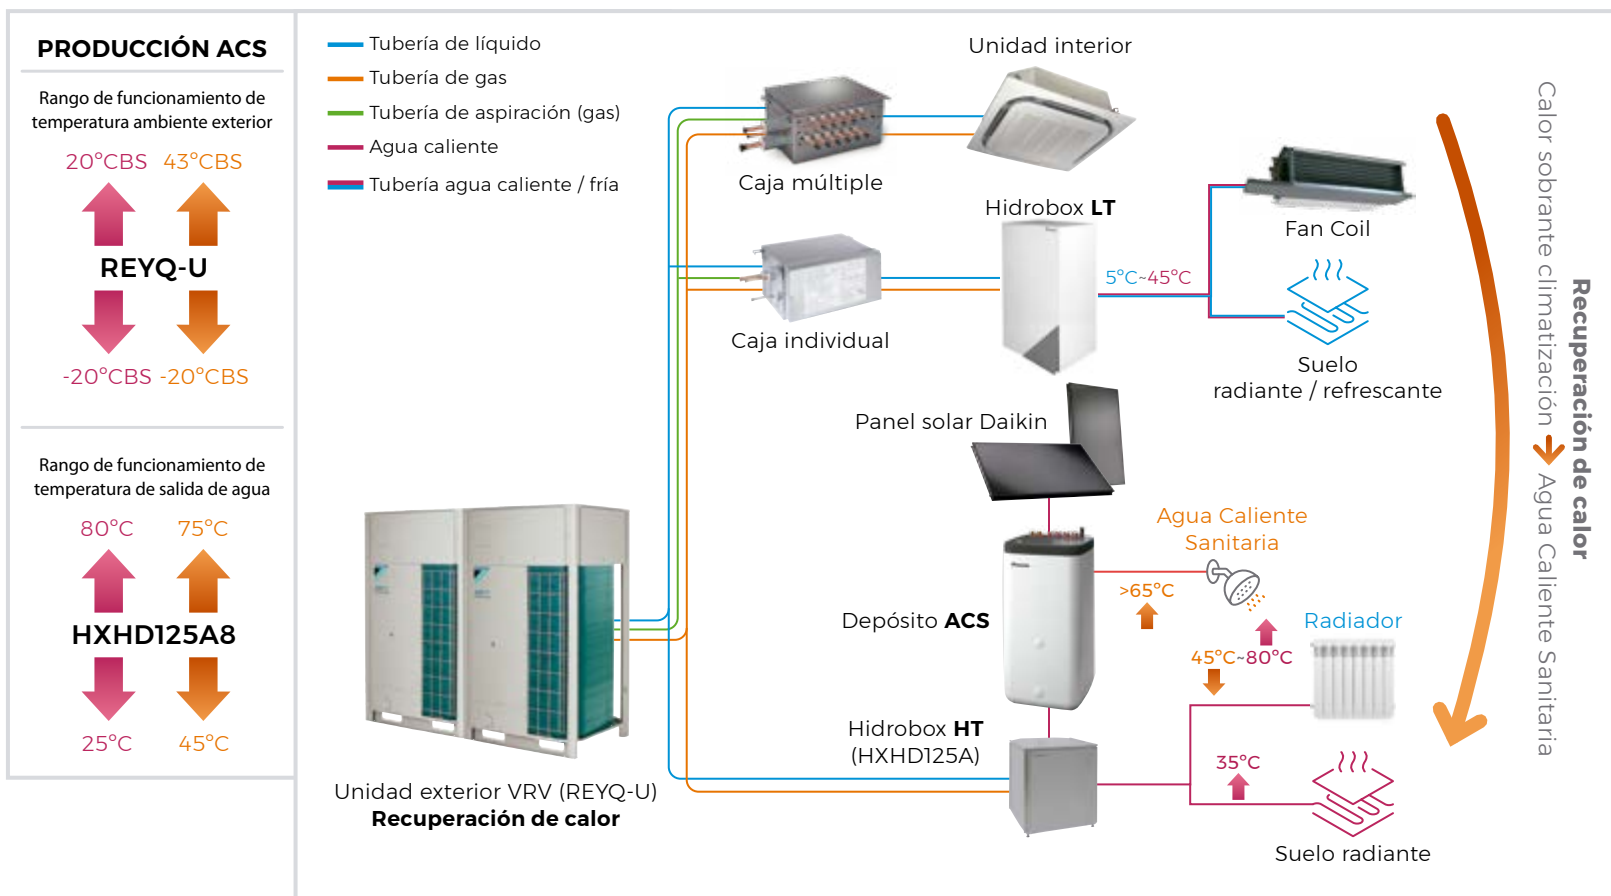 PRODUCCIÓN ACS
Rango de funcionamiento de
temperatura ambiente exterior
20°CBS 43°CBS
REYQ-U
-20°CBS -20°CBS
Rango de funcionamiento de
temperatura de salida de agua
80°C 75°C
HXHD125A8
25°C 45°C
Tubería de líquido
Tubería de gas
Tubería de aspiración (gas)
Agua caliente
Tubería agua caliente / fría
Unidad interior
Caja múltiple
Hidrobox LT
Fan Coil
5°C~45°C
Caja individual
Suelo
radiante / refrescante
Panel solar Daikin
Agua Caliente
Sanitaria
>65°C
Depósito ACS
Radiador
45°C~80°C
Hidrobox HT
(HXHD125A)
35°C
Suelo radiante
Unidad exterior VRV (REYQ-U)
Recuperación de calor
Recuperación de calor
Calor sobrante climatización Agua Caliente Sanitaria